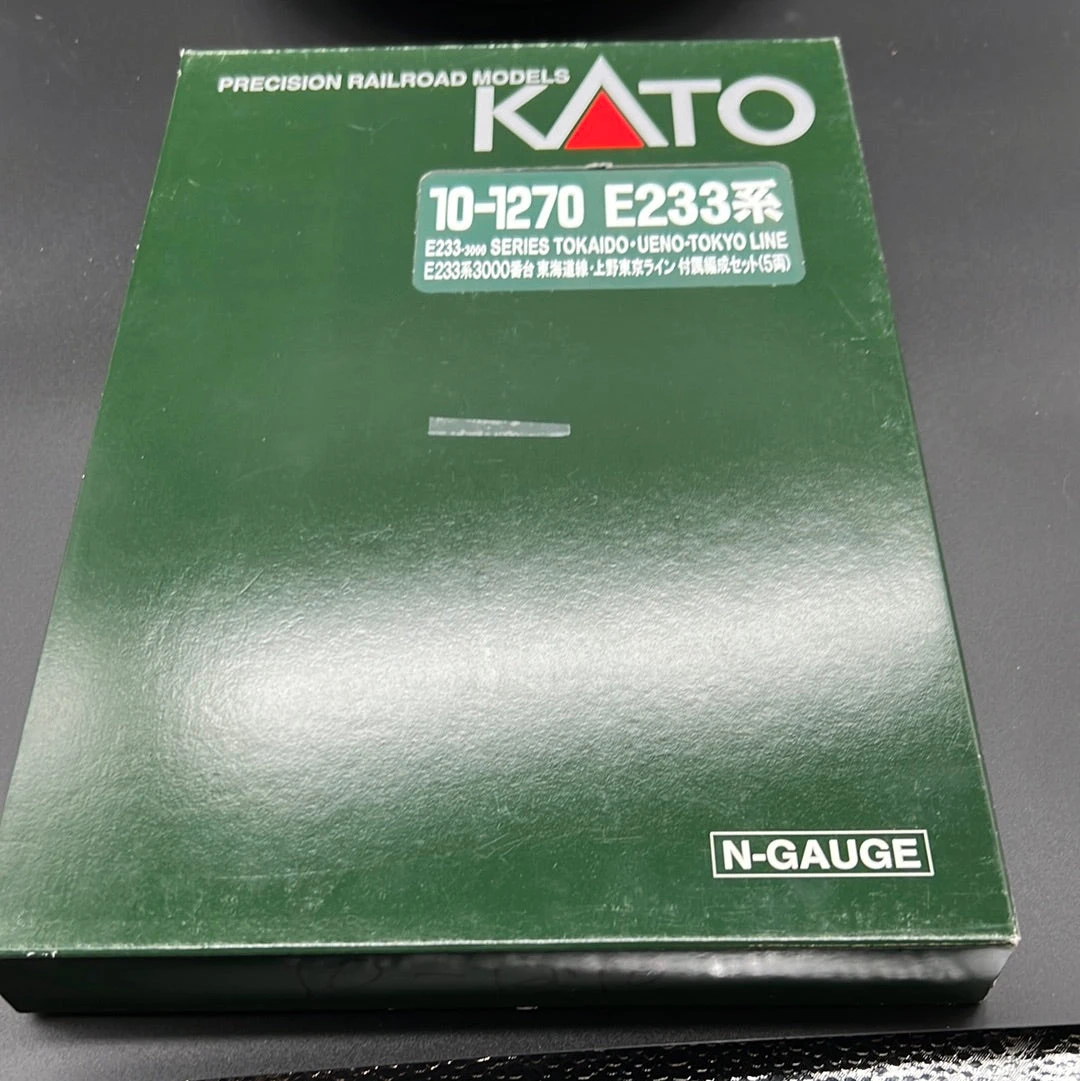 PRECISION RAILROAD MODELS
KATO
10-1270 E233系
E233-3000 SERIES TOKAIDO・UENO-TOKYO LINE
E233系3000番台 東海道線・上野東京ライン 付属編成セット(5両)
N-GAUGE